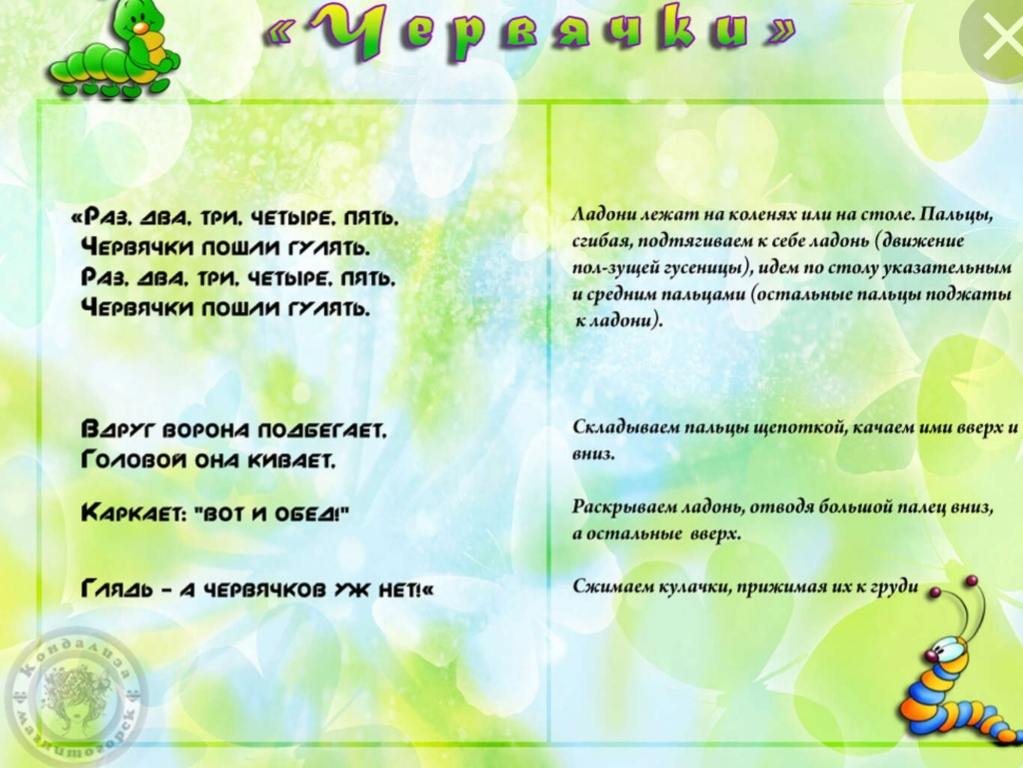 «Червячки»
«Раз, два, три, четыре, пять,
Червячки пошли гулять.
Раз, два, три, четыре, пять,
Червячки пошли гулять.
Ладони лежат на коленях или на столе. Пальцы,
сгибая, подтягиваем к себе ладонь (движение
пол-зущей гусеницы), идем по столу указательным
и средним пальцами (остальные пальцы поджаты
к ладони).
Вдруг ворона подбегает,
Головой она кивает,
Складываем пальцы щепоткой, качаем ими вверх и
вниз.
Каркает: "вот и обед!"
Раскрываем ладонь, отводя большой палец вниз,
а остальные вверх.
Глядь – а червячков уж нет!«
Сжимаем кулачки, прижимая их к груди
Кондализа
магнитогорск